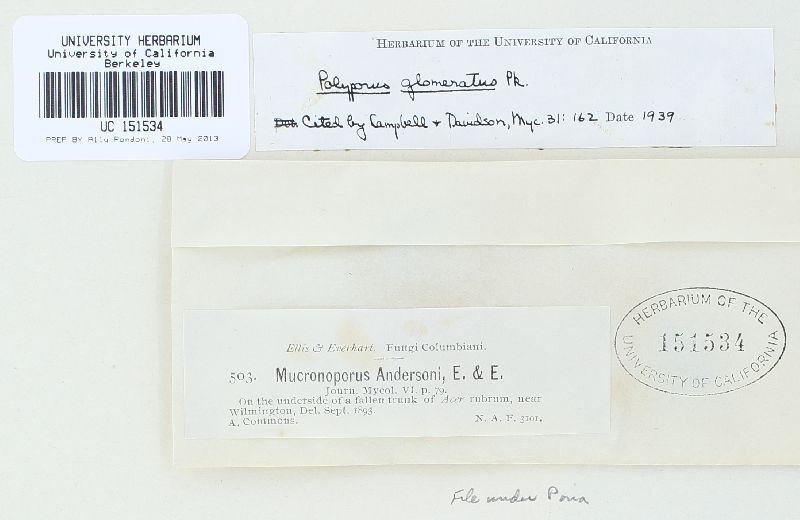 UNIVERSITY HERBARIUM
University of California
Berkeley
UC 151534
PREP BY Ally Rondoni, 28 May 2013
HERBARIUM OF THE UNIVERSITY OF CALIFORNIA
Polyporus glomeratus Pk.
Cited by Campbell + Davidson, Myc. 31: 162 Date 1939
Ellis & Everhart. Fungi Columbiani.
503. Mucronoporus Andersoni, E. & E.
Journ. Mycol. VI. p. 79.
On the underside of a fallen trunk of Acer rubrum, near
Wilmington, Del. Sept. 1893.
A. Commons. N. A. F. 3101.
HERBARIUM OF THE
151534
UNIVERSITY OF CALIFORNIA
File under Poria